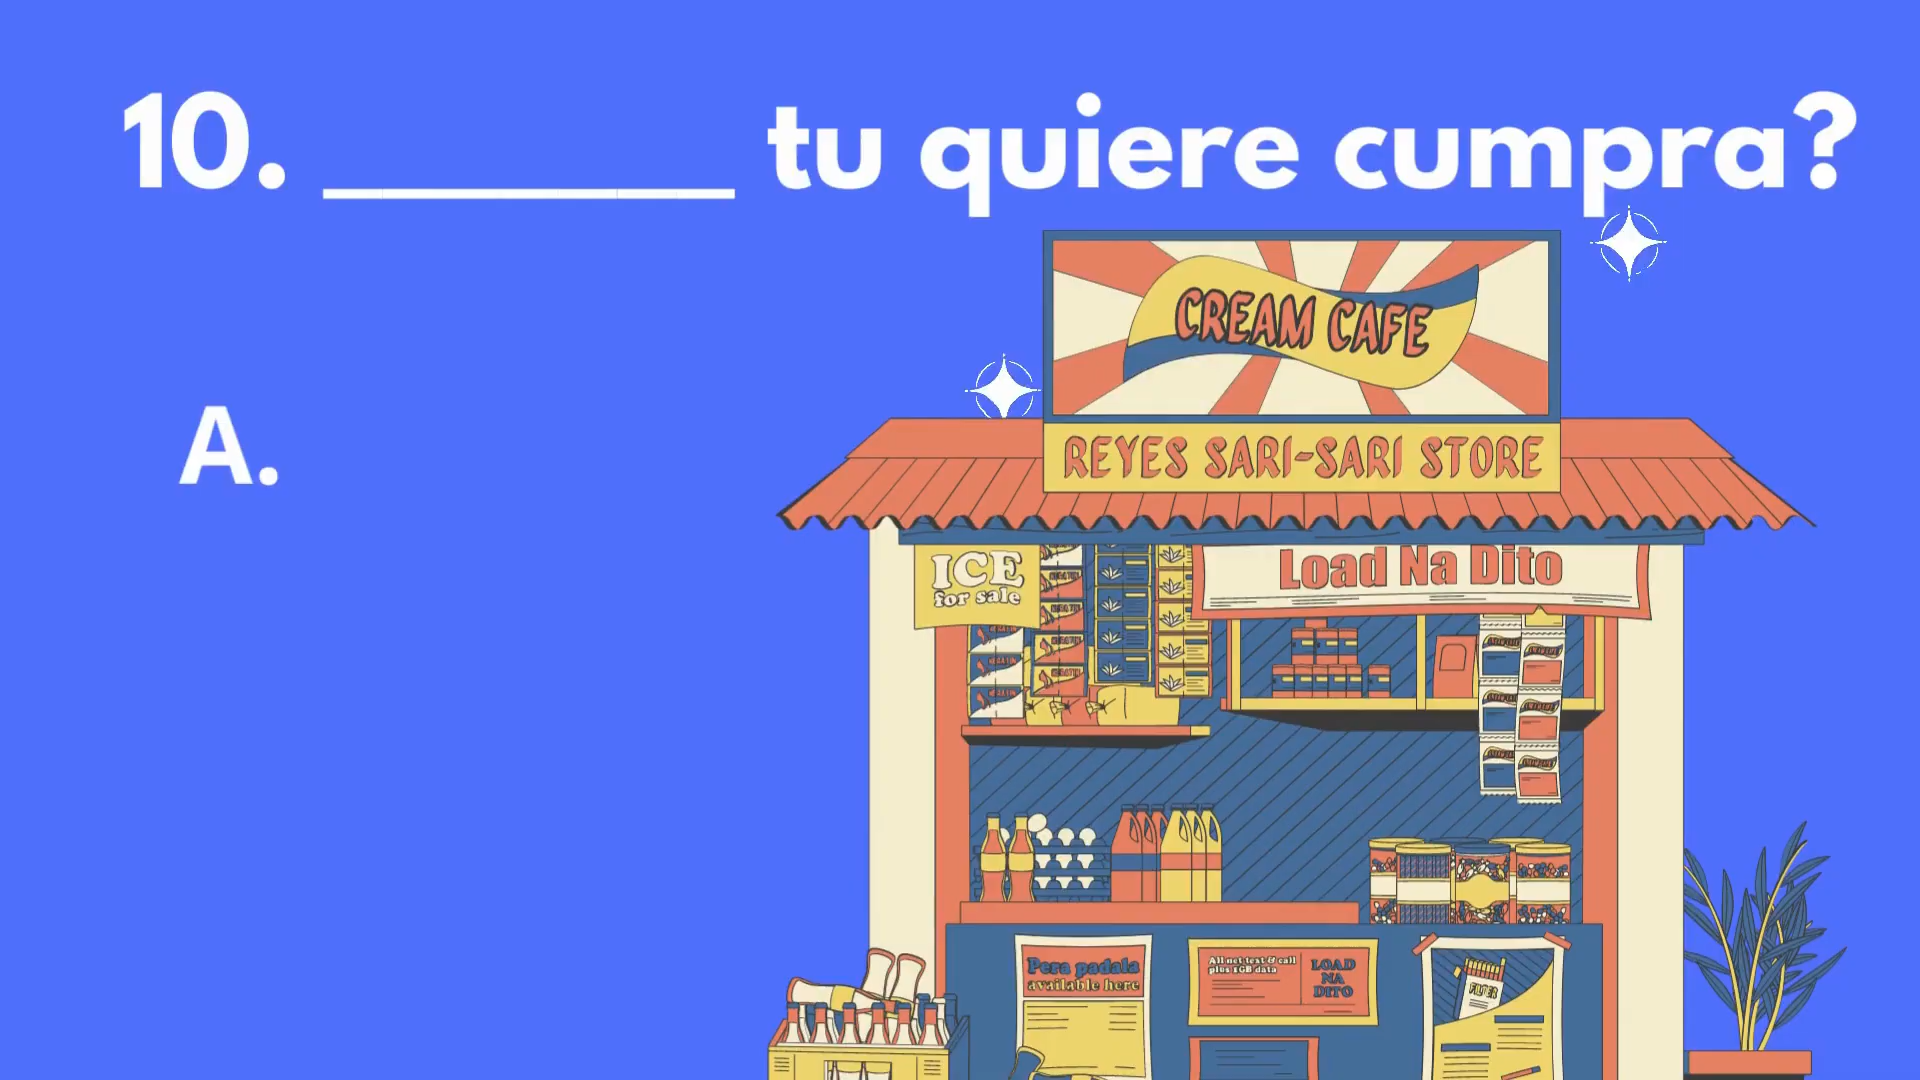 10. ________ tu quiere cumpra?
CREAM CAFE
REYES SARI-SARI STORE
A.
ICE
for sale
Load Na Dito
Pera padala
available here
All net text & call
plus 1GB data
LOAD
NA
DITO
FILTER